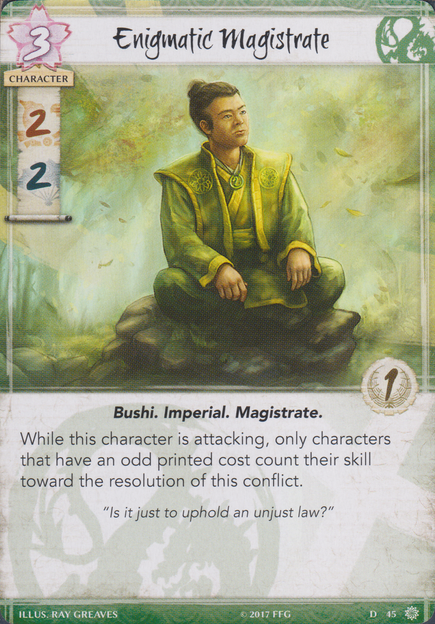 3
Enigmatic Magistrate
CHARACTER
2
2
1
Bushi. Imperial. Magistrate.
While this character is attacking, only characters
that have an odd printed cost count their skill
toward the resolution of this conflict.
“Is it just to uphold an unjust law?”
ILLUS. RAY GREAVES © 2017 FFG D 45